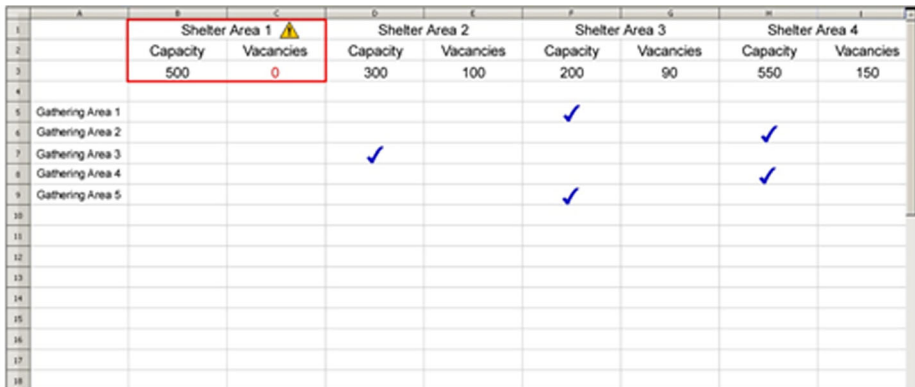 A B C D E F G H I
1 Shelter Area 1 Shelter Area 2 Shelter Area 3 Shelter Area 4
2 Capacity Vacancies Capacity Vacancies Capacity Vacancies Capacity Vacancies
3 500 0 300 100 200 90 550 150
4
5 Gathering Area 1
6 Gathering Area 2
7 Gathering Area 3
8 Gathering Area 4
9 Gathering Area 5
10
11
12
13
14
15
16
17
18